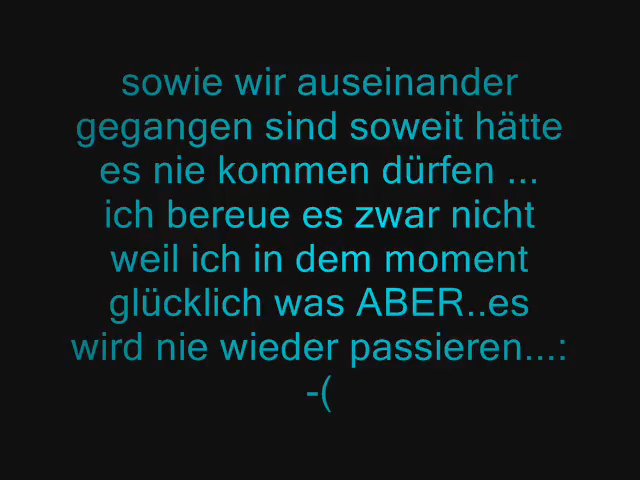 sowie wir auseinander
gegangen sind soweit hätte
es nie kommen dürfen ...
ich bereue es zwar nicht
weil ich in dem moment
glücklich was ABER..es
wird nie wieder passieren...:
-(